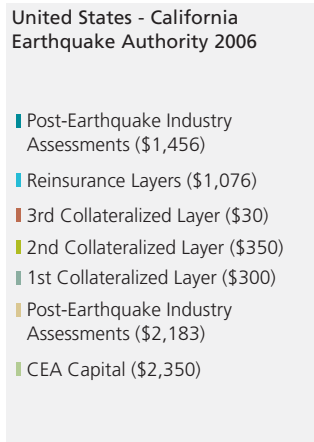 United States - California
Earthquake Authority 2006
Post-Earthquake Industry
Assessments ($1,456)
Reinsurance Layers ($1,076)
3rd Collateralized Layer ($30)
2nd Collateralized Layer ($350)
1st Collateralized Layer ($300)
Post-Earthquake Industry
Assessments ($2,183)
CEA Capital ($2,350)